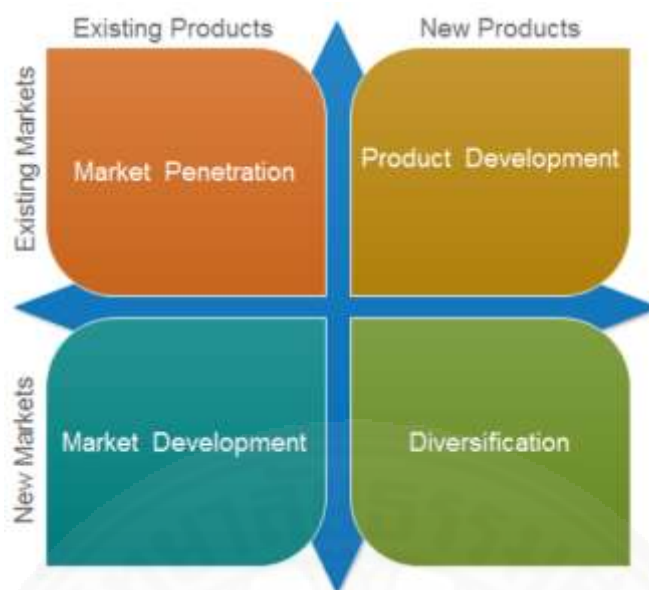 Existing Products
New Products
Existing Markets
Market Penetration
Product Development
New Markets
Market Development
Diversification